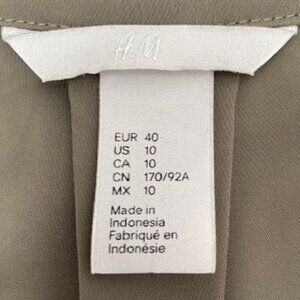 H&M
EUR 40
US 10
CA 10
CN 170/92A
MX 10
Made in
Indonesia
Fabriqué en
Indonésie